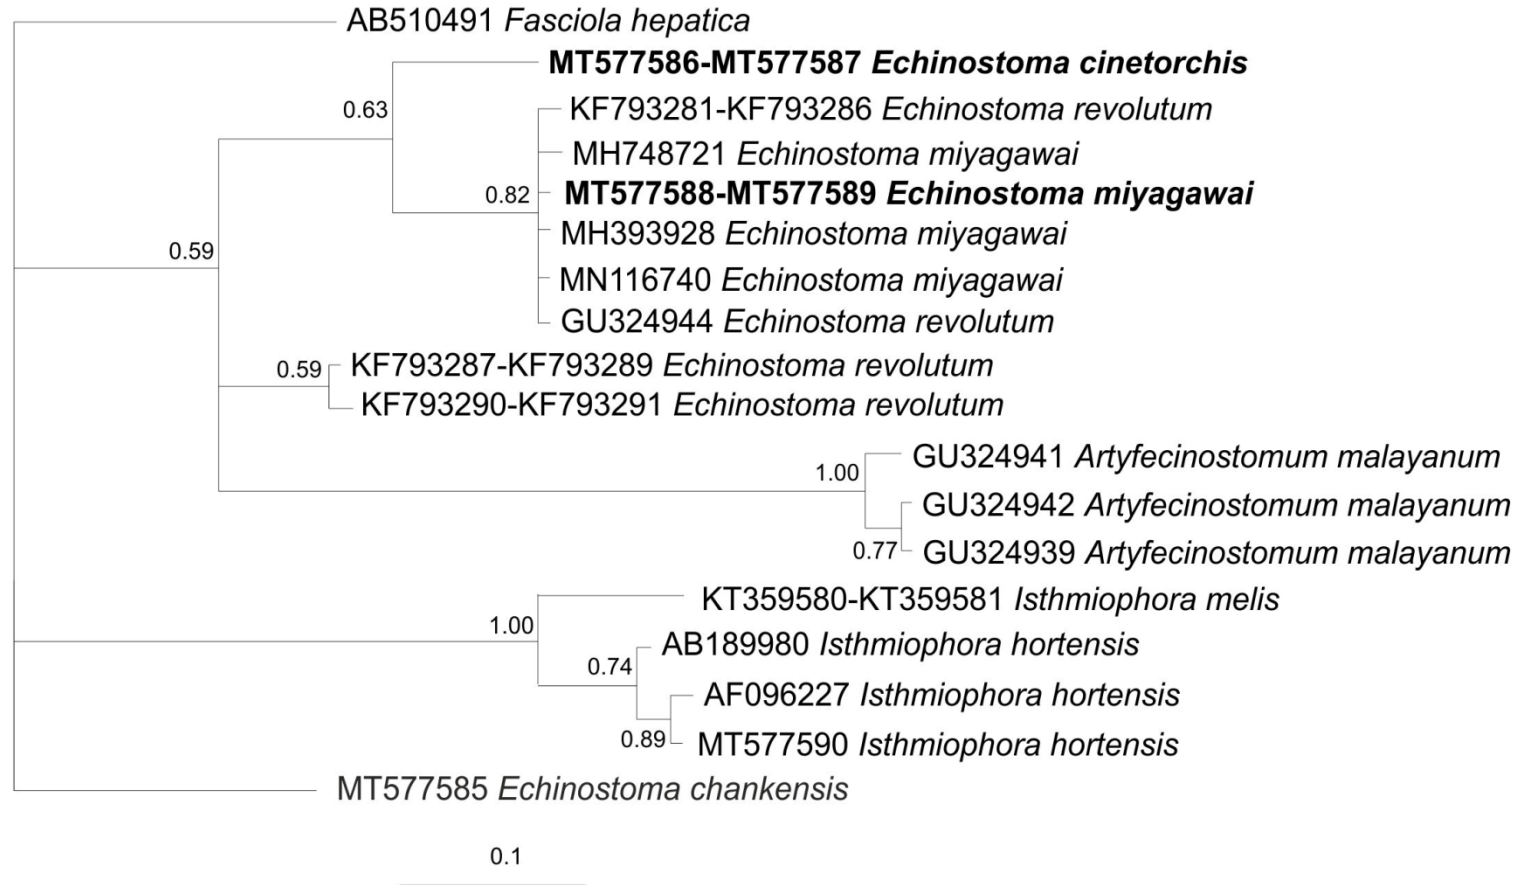 AB510491 Fasciola hepatica
MT577586-MT577587 Echinostoma cinetorchis
0.63
KF793281-KF793286 Echinostoma revolutum
MH748721 Echinostoma miyagawai
0.82
MT577588-MT577589 Echinostoma miyagawai
MH393928 Echinostoma miyagawai
0.59
MN116740 Echinostoma miyagawai
GU324944 Echinostoma revolutum
0.59
KF793287-KF793289 Echinostoma revolutum
KF793290-KF793291 Echinostoma revolutum
GU324941 Artyfecinostomum malayanum
1.00
GU324942 Artyfecinostomum malayanum
0.77
GU324939 Artyfecinostomum malayanum
KT359580-KT359581 Isthmiophora melis
1.00
AB189980 Isthmiophora hortensis
0.74
AF096227 Isthmiophora hortensis
0.89
MT577590 Isthmiophora hortensis
MT577585 Echinostoma chankensis
0.1